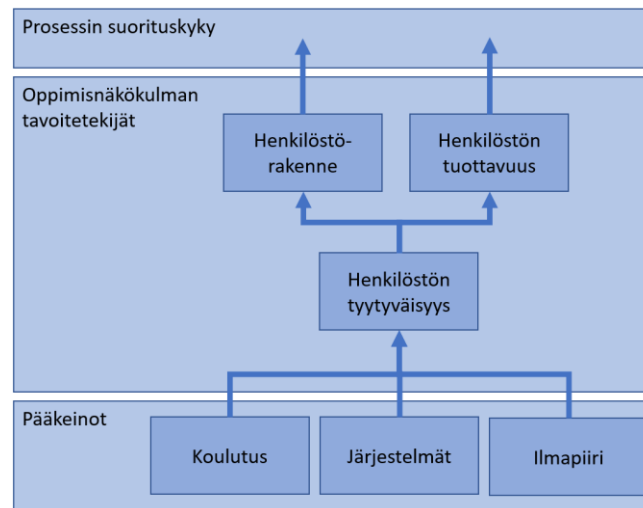 Prosessin suorituskyky
Oppimisnäkökulman
tavoitetekijät
Henkilöstö-
rakenne
Henkilöstön
tuottavuus
Henkilöstön
tyytyväisyys
Pääkeinot
Koulutus
Järjestelmät
Ilmapiiri